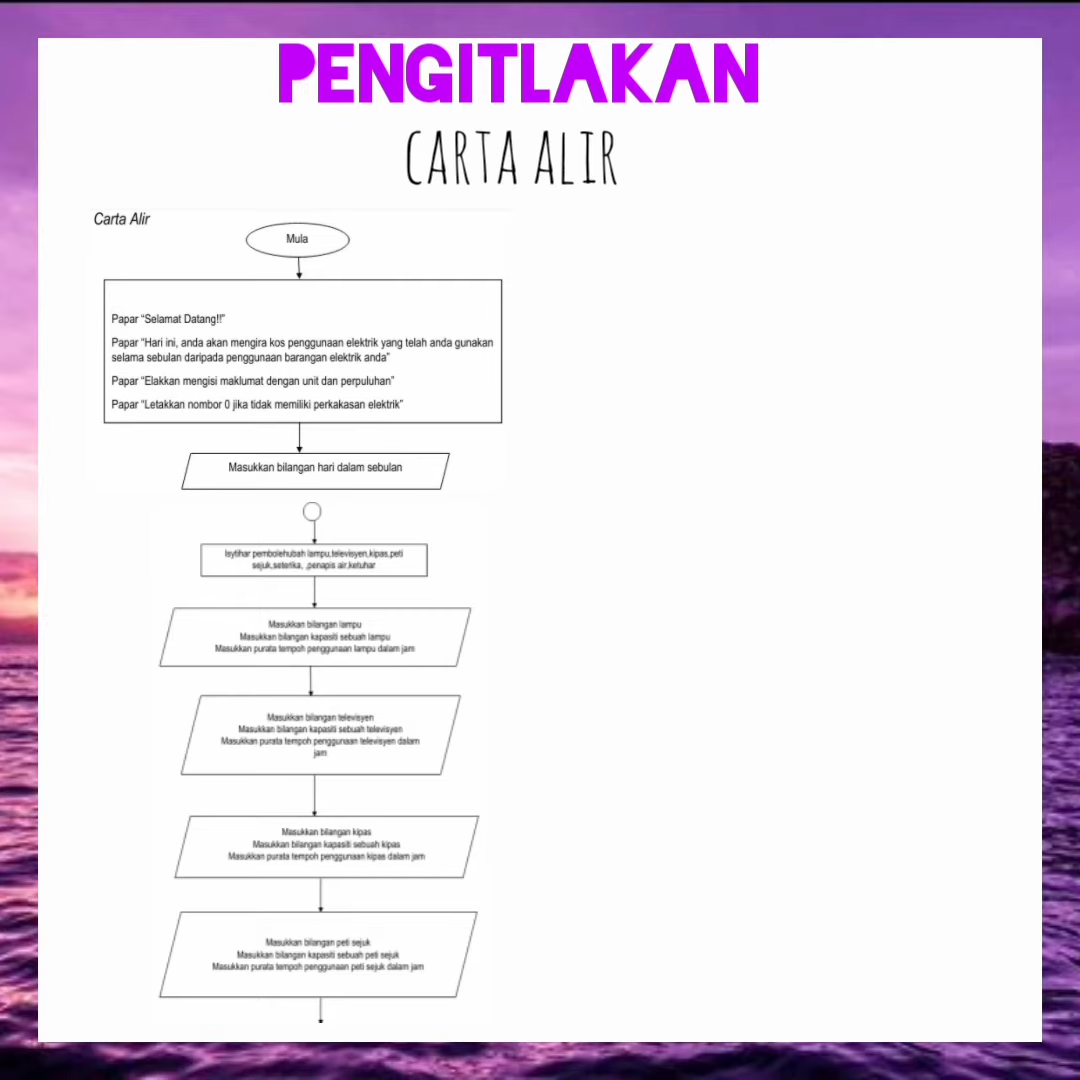 PENGITLAKAN
CARTA ALIR
Carta Alir
Mula
Papar “Selamat Datang!!”
Papar “Hari ini, anda akan mengira kos penggunaan elektrik yang telah anda gunakan
selama sebulan daripada penggunaan barangan elektrik anda”
Papar “Elakkan mengisi maklumat dengan unit dan perpuluhan”
Papar “Letakkan nombor 0 jika tidak memiliki perkakasan elektrik”
Masukkan bilangan hari dalam sebulan
Isytihar pembolehubah lampu,televisyen,kipas,peti
sejuk,seterika, ,penapis air,ketuhar
Masukkan bilangan lampu
Masukkan bilangan kapasiti sebuah lampu
Masukkan purata tempoh penggunaan lampu dalam jam
Masukkan bilangan televisyen
Masukkan bilangan kapasiti sebuah televisyen
Masukkan purata tempoh penggunaan televisyen dalam
jam
Masukkan bilangan kipas
Masukkan bilangan kapasiti sebuah kipas
Masukkan purata tempoh penggunaan kipas dalam jam
Masukkan bilangan peti sejuk
Masukkan bilangan kapasiti sebuah peti sejuk
Masukkan purata tempoh penggunaan peti sejuk dalam jam